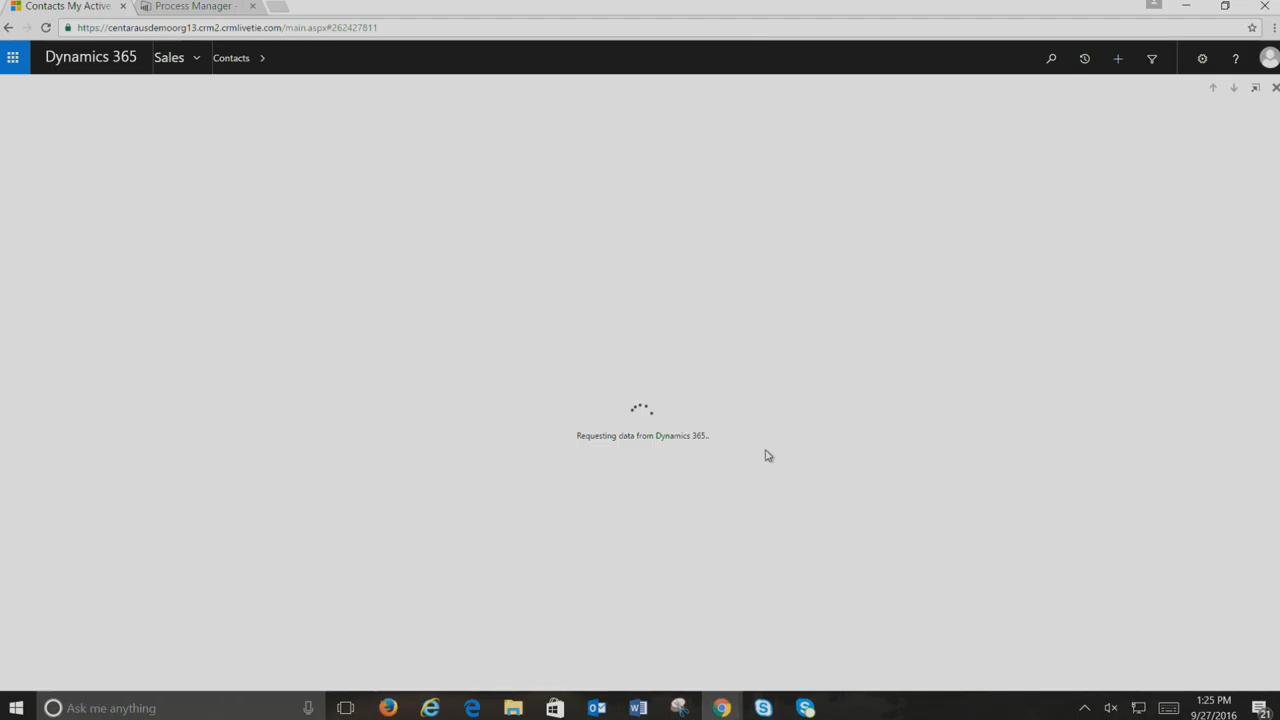 Contacts My Active
Process Manager -
https://centarausdemoorg13.crm2.crmlivetie.com/main.aspx#262427811
Dynamics 365
Sales
Contacts
Requesting data from Dynamics 365..
Ask me anything
1:25 PM
9/27/2016
21